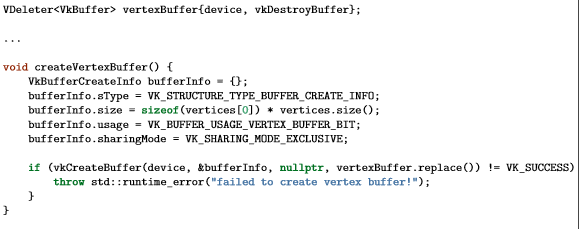 VDeleter<VkBuffer> vertexBuffer{device, vkDestroyBuffer};
...
void createVertexBuffer() {
VkBufferCreateInfo bufferInfo = {};
bufferInfo.sType = VK_STRUCTURE_TYPE_BUFFER_CREATE_INFO;
bufferInfo.size = sizeof(vertices[0]) * vertices.size();
bufferInfo.usage = VK_BUFFER_USAGE_VERTEX_BUFFER_BIT;
bufferInfo.sharingMode = VK_SHARING_MODE_EXCLUSIVE;
if (vkCreateBuffer(device, &bufferInfo, nullptr, vertexBuffer.replace()) != VK_SUCCESS)
throw std::runtime_error("failed to create vertex buffer!");
}
}